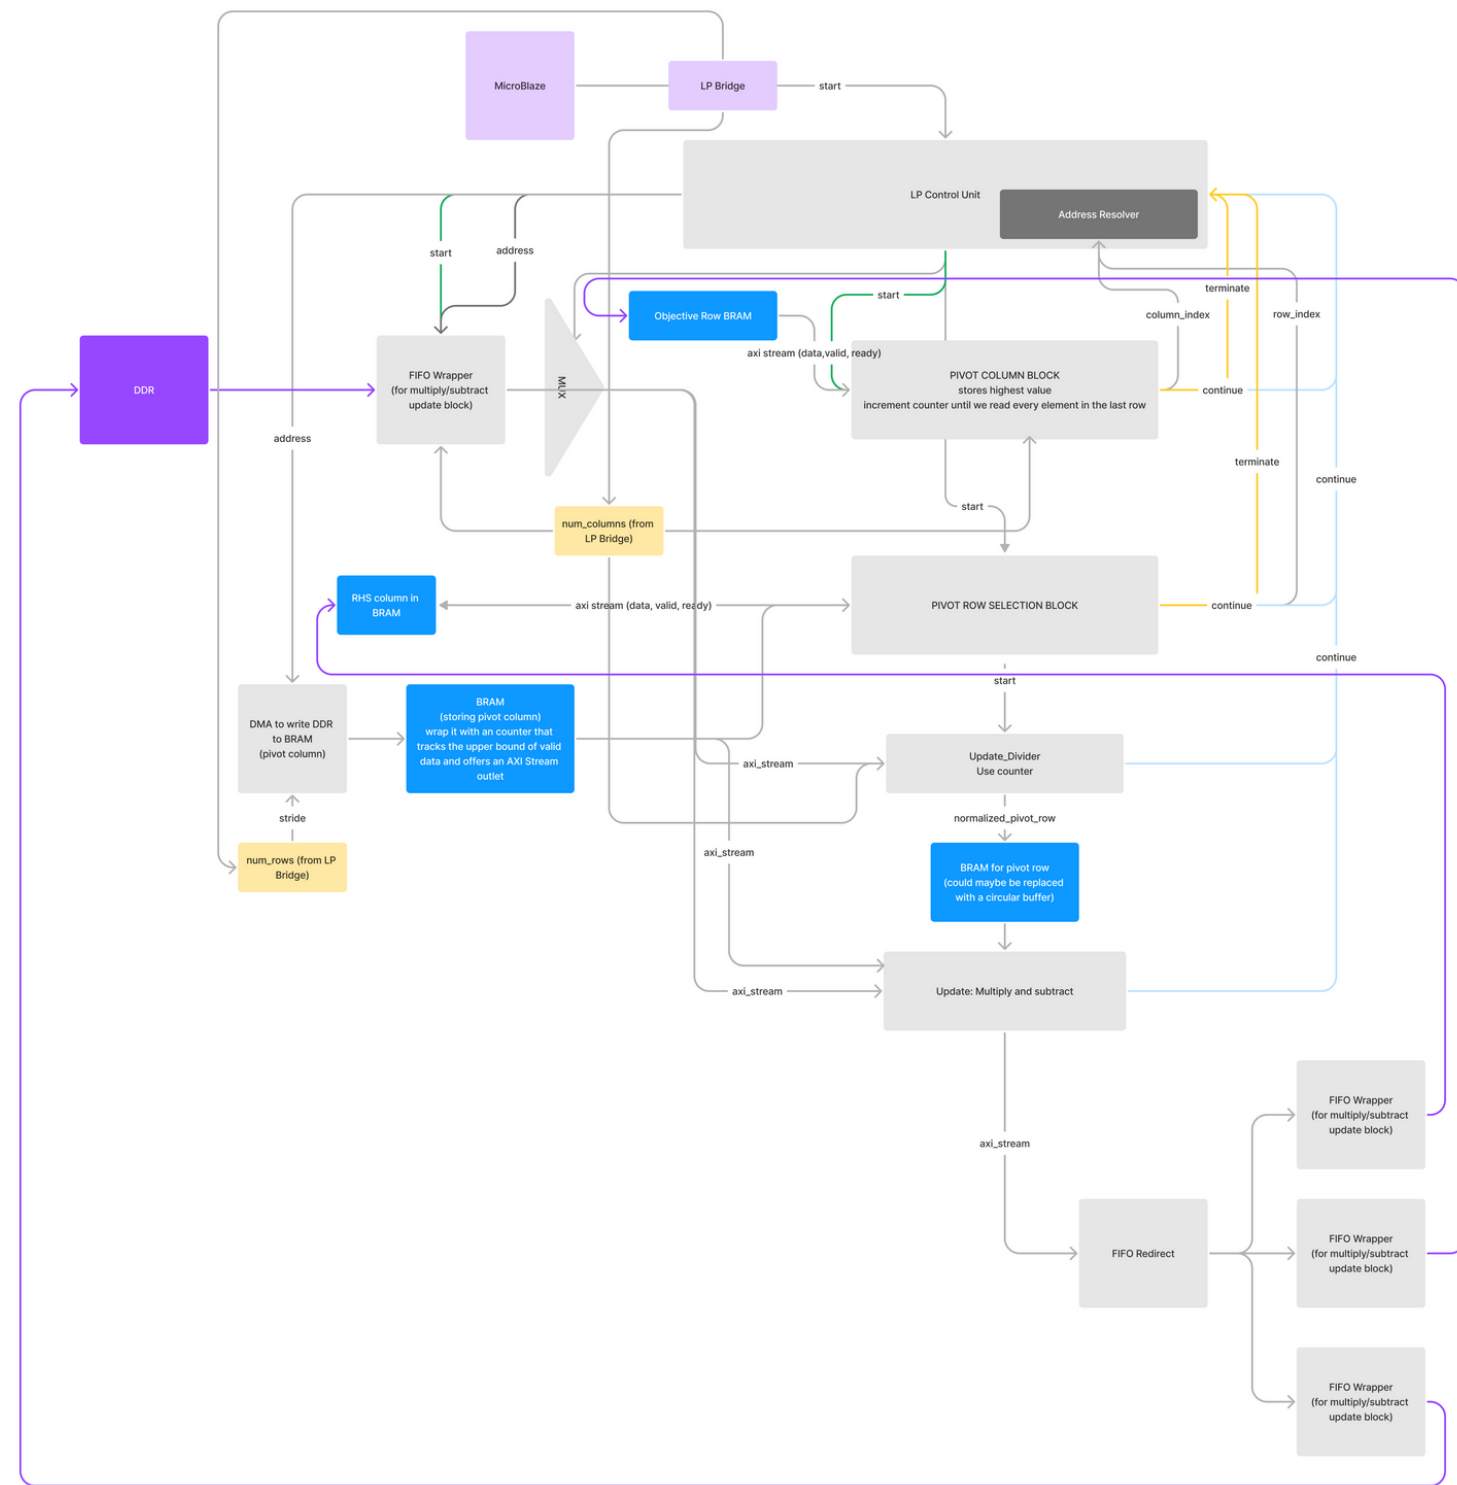 MicroBlaze
LP Bridge
start
LP Control Unit
Address Resolver
start
address
start
terminate
column_index
row_index
Objective Row BRAM
axi stream (data,valid, ready)
DDR
FIFO Wrapper
(for multiply/subtract
update block)
MUX
PIVOT COLUMN BLOCK
stores highest value
increment counter until we read every element in the last row
continue
address
terminate
continue
num_columns (from
LP Bridge)
start
RHS column in
BRAM
axi stream (data, valid, ready)
PIVOT ROW SELECTION BLOCK
continue
continue
start
DMA to write DDR
to BRAM
(pivot column)
BRAM
(storing pivot column)
wrap it with an counter that
tracks the upper bound of valid
data and offers an AXI Stream
outlet
axi_stream
Update_Divider
Use counter
stride
normalized_pivot_row
num_rows (from LP
Bridge)
axi_stream
BRAM for pivot row
(could maybe be replaced
with a circular buffer)
axi_stream
Update: Multiply and subtract
FIFO Wrapper
(for multiply/subtract
update block)
axi_stream
FIFO Redirect
FIFO Wrapper
(for multiply/subtract
update block)
FIFO Wrapper
(for multiply/subtract
update block)